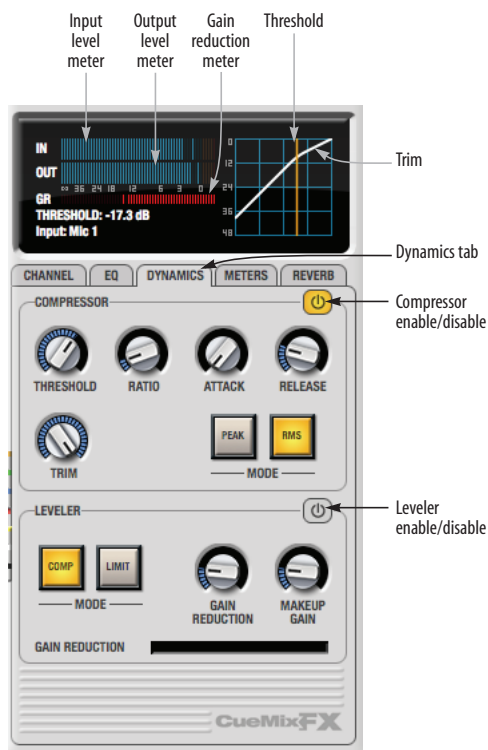 Input level meter
Output level meter
Gain reduction meter
Threshold
IN
OUT
∞ 36 24 18 12 6 3 0
GR
THRESHOLD: -17.3 dB
Input: Mic 1
0
12
24
36
48
Trim
Dynamics tab
CHANNEL EQ DYNAMICS METERS REVERB
COMPRESSOR
Compressor enable/disable
THRESHOLD RATIO ATTACK RELEASE
TRIM
PEAK RMS
MODE
LEVELER
Leveler enable/disable
COMP LIMIT
MODE
GAIN REDUCTION
MAKEUP GAIN
GAIN REDUCTION
CueMixFX